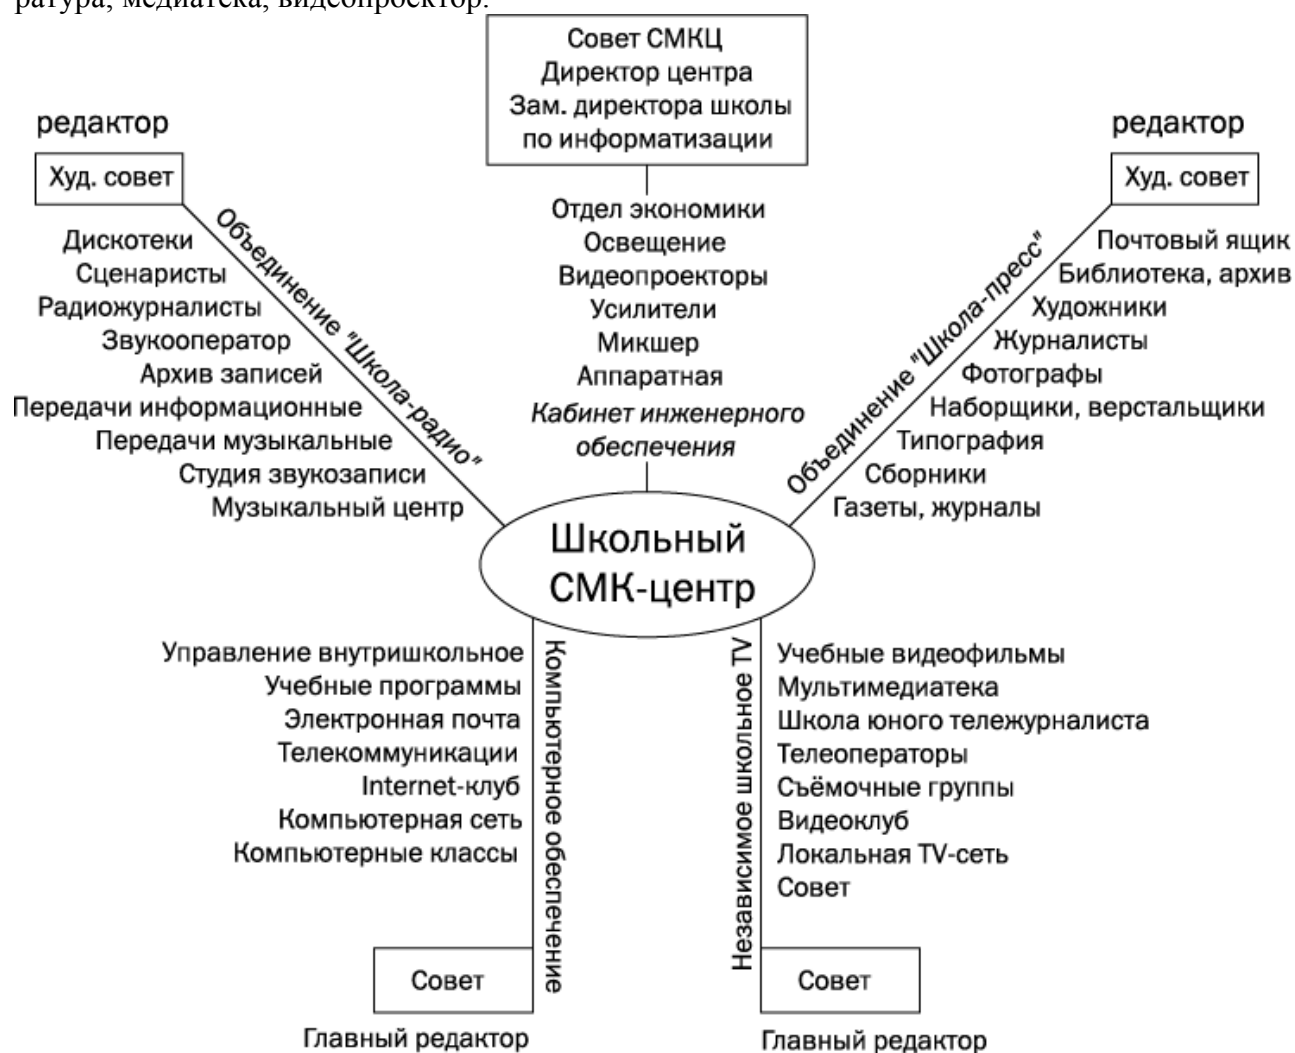 ратура, медиатека, видеопроектор.
Совет СМКЦ
Директор центра
Зам. директора школы
по информатизации
редактор
Худ. совет
Объединение "Школа-радио"
Дискотеки
Сценаристы
Радиожурналисты
Звукооператор
Архив записей
Передачи информационные
Передачи музыкальные
Студия звукозаписи
Музыкальный центр
Отдел экономики
Освещение
Видеопроекторы
Усилители
Микшер
Аппаратная
Кабинет инженерного
обеспечения
редактор
Худ. совет
Объединение "Школа-пресс"
Почтовый ящик
Библиотека, архив
Художники
Журналисты
Фотографы
Наборщики, верстальщики
Типография
Сборники
Газеты, журналы
Школьный
СМК-центр
Управление внутришкольное
Учебные программы
Электронная почта
Телекоммуникации
Internet-клуб
Компьютерная сеть
Компьютерные классы
Компьютерное обеспечение
Совет
Главный редактор
Независимое школьное TV
Учебные видеофильмы
Мультимедиатека
Школа юного тележурналиста
Телеоператоры
Съёмочные группы
Видеоклуб
Локальная TV-сеть
Совет
Совет
Главный редактор